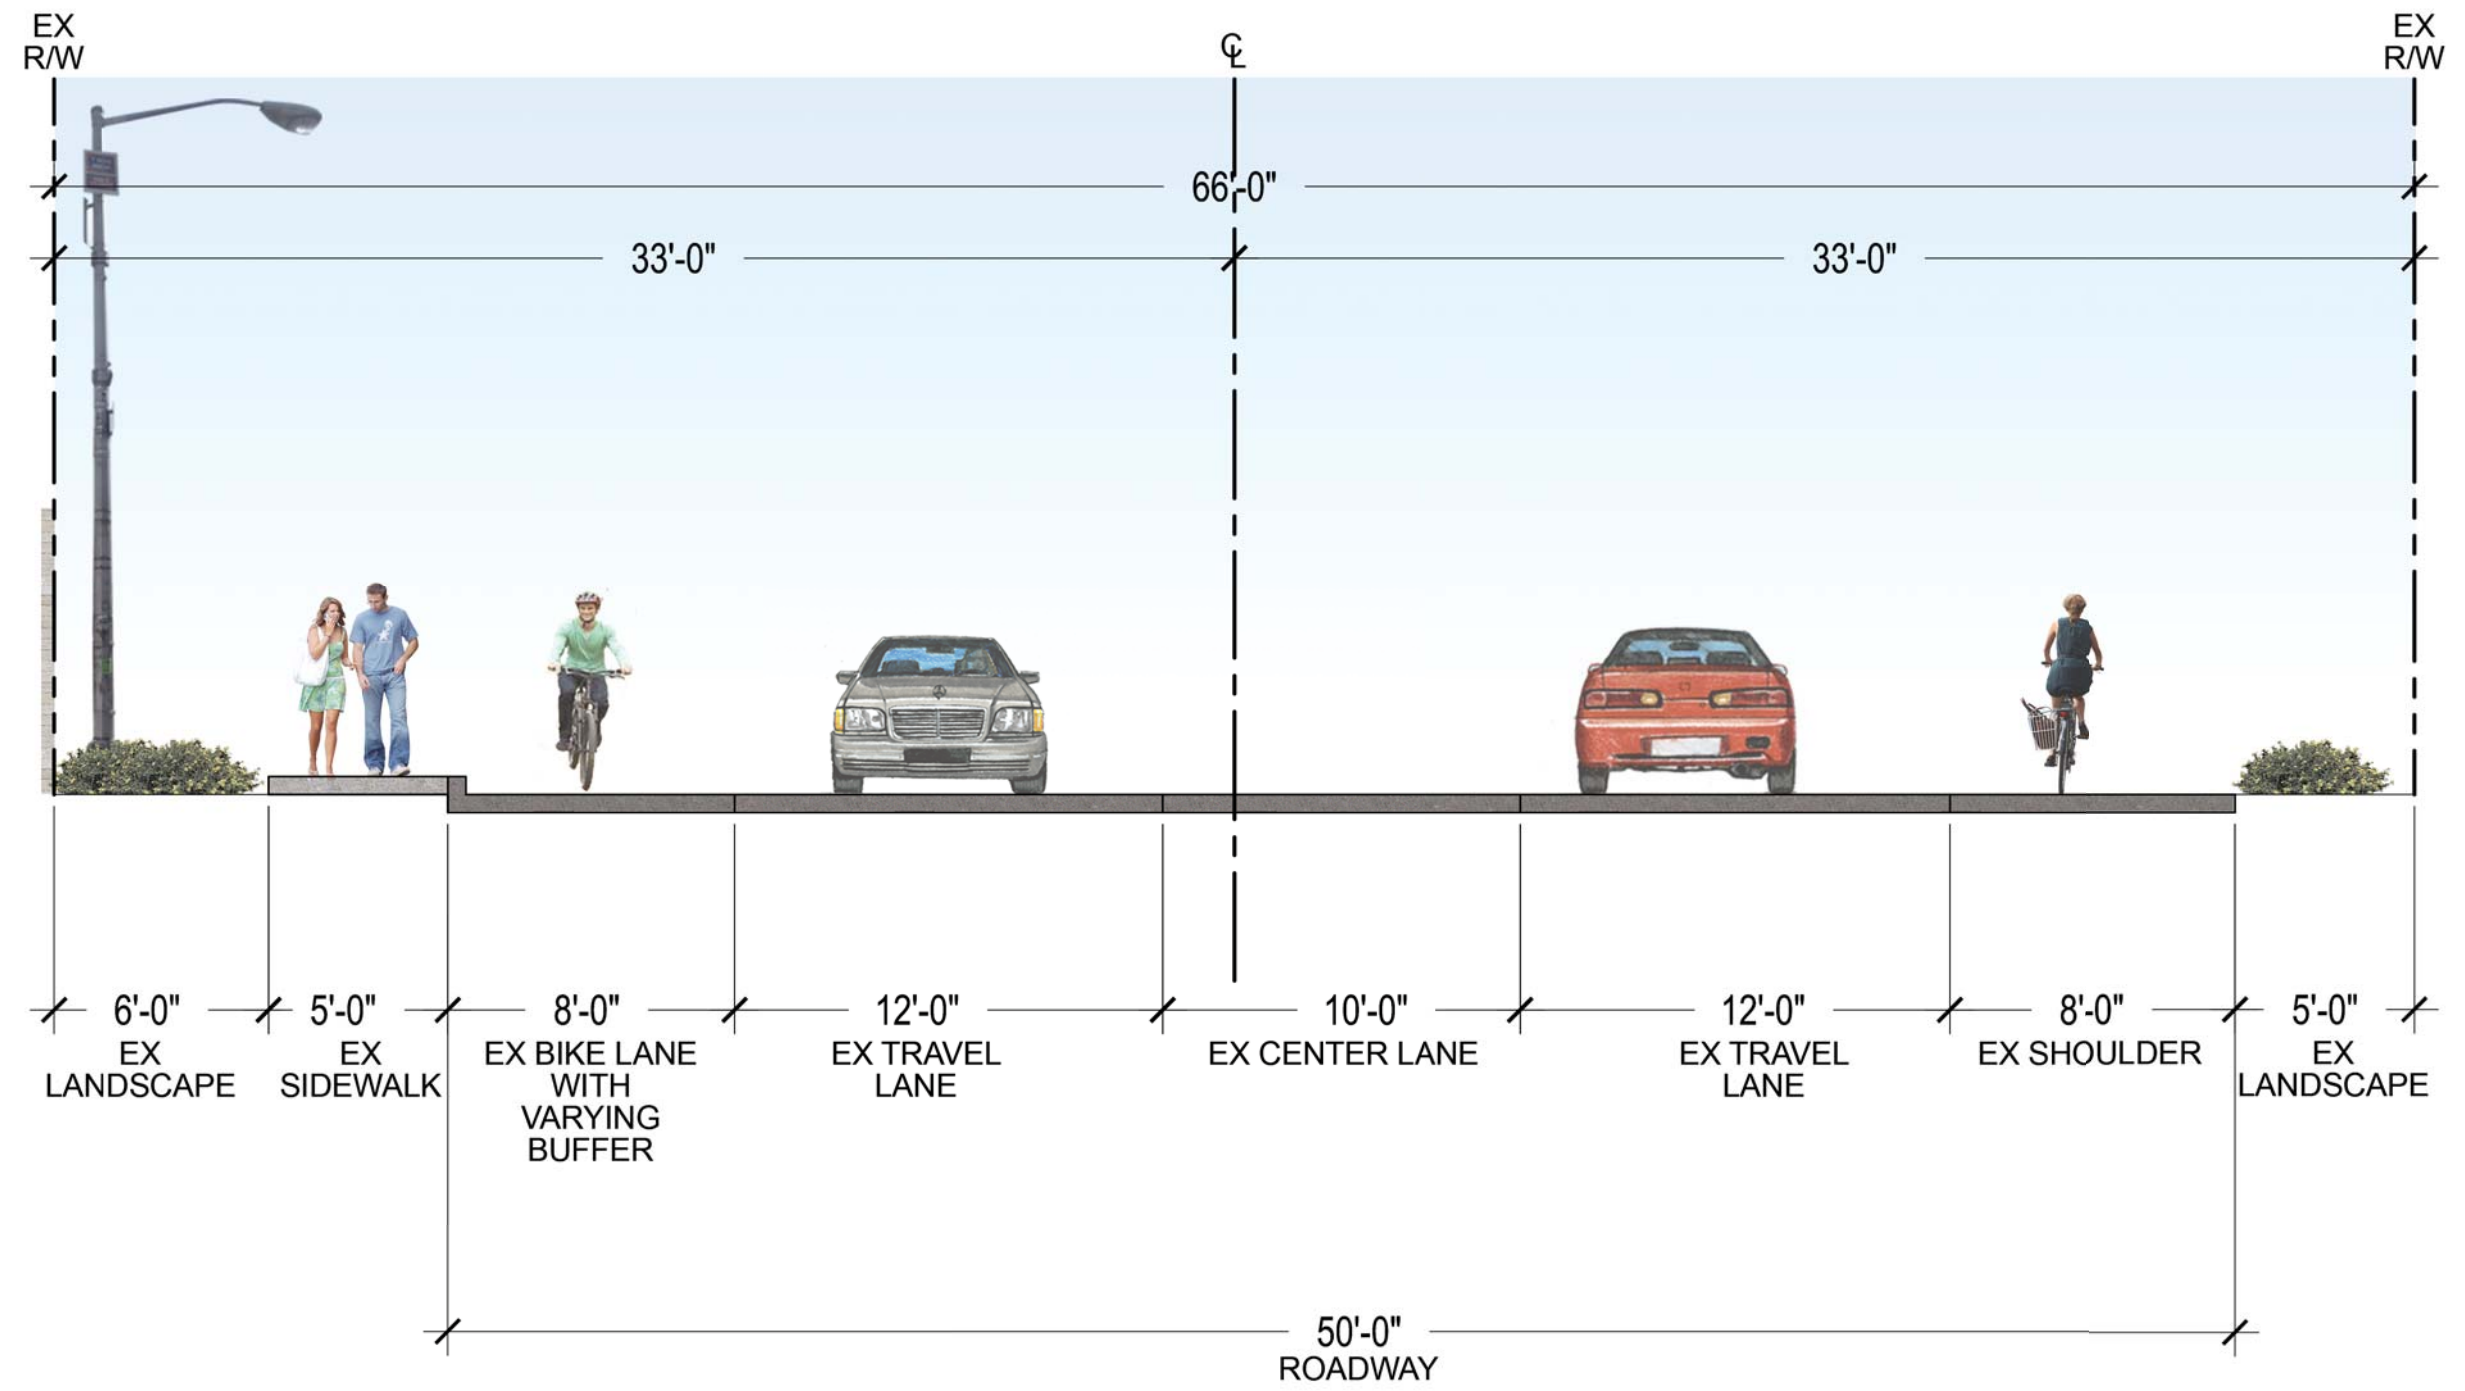 EX
R/W
℄
EX
R/W
66'-0"
33'-0"
33'-0"
6'-0"
5'-0"
8'-0"
12'-0"
10'-0"
12'-0"
8'-0"
5'-0"
EX
LANDSCAPE
EX
SIDEWALK
EX BIKE LANE
WITH
VARYING
BUFFER
EX TRAVEL
LANE
EX CENTER LANE
EX TRAVEL
LANE
EX SHOULDER
EX
LANDSCAPE
50'-0"
ROADWAY